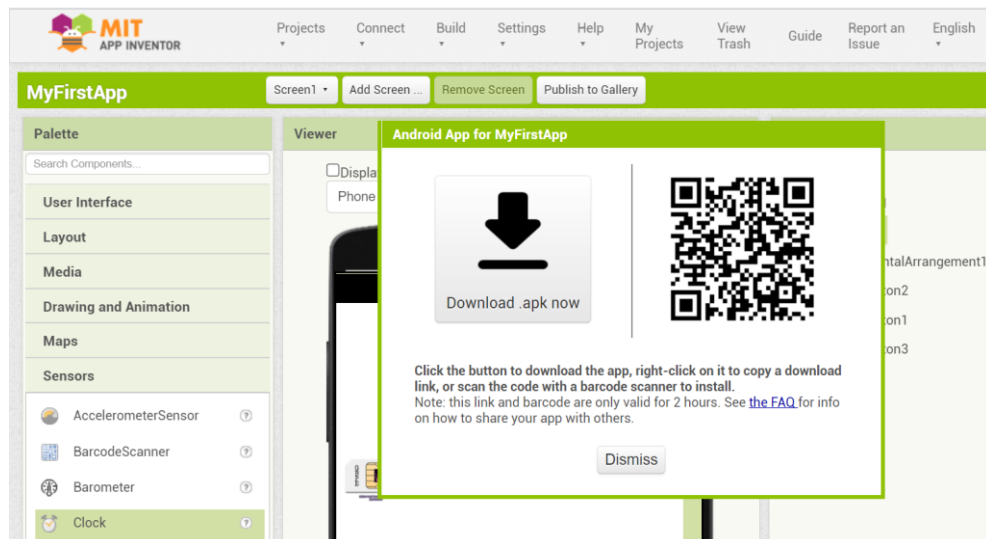 MIT
APP INVENTOR
Projects
Connect
Build
Settings
Help
My
Projects
View
Trash
Guide
Report an
Issue
English
MyFirstApp
Screen1
Add Screen ...
Remove Screen
Publish to Gallery
Palette
Viewer
Android App for MyFirstApp
Search Components...
Displa
Phone
User Interface
Layout
Media
Drawing and Animation
Maps
Sensors
AccelerometerSensor
BarcodeScanner
Barometer
Clock
Download .apk now
Click the button to download the app, right-click on it to copy a download
link, or scan the code with a barcode scanner to install.
Note: this link and barcode are only valid for 2 hours. See the FAQ for info
on how to share your app with others.
Dismiss
ntalArrangement1
ton2
ton1
ton3